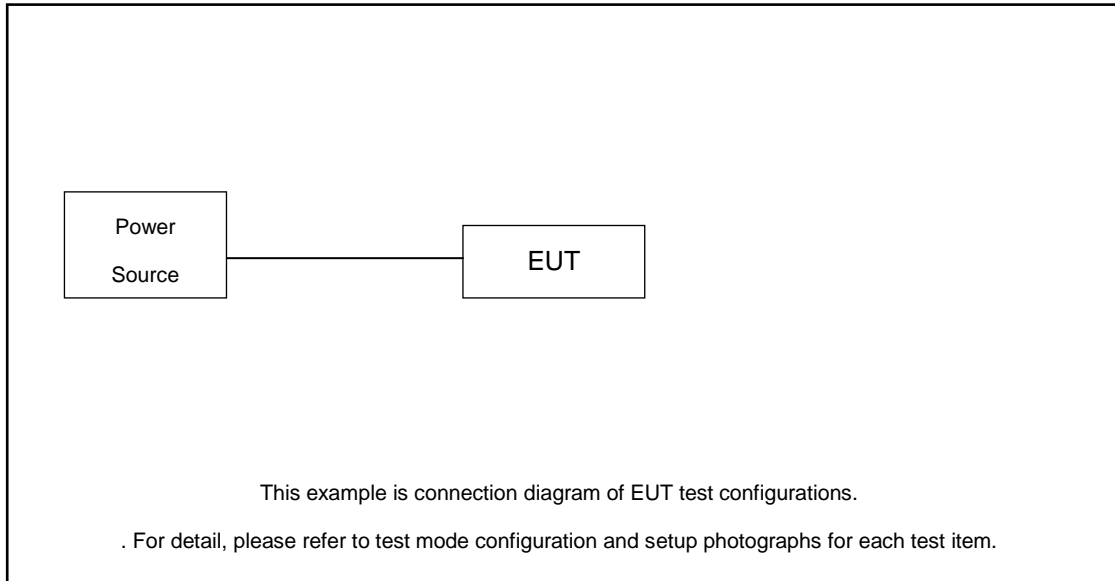 Power
Source
EUT
This example is connection diagram of EUT test configurations.
. For detail, please refer to test mode configuration and setup photographs for each test item.